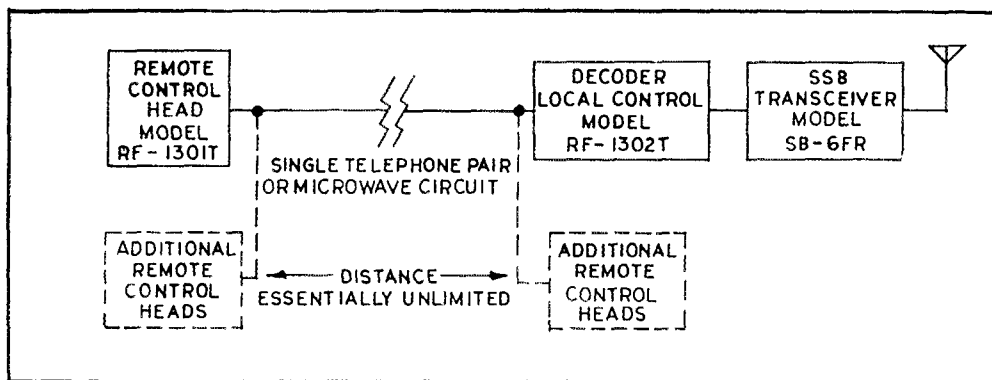 REMOTE
CONTROL
HEAD
MODEL
RF-1301T
DECODER
LOCAL CONTROL
MODEL
RF-1302T
SSB
TRANSCEIVER
MODEL
SB-6FR
SINGLE TELEPHONE PAIR
OR MICROWAVE CIRCUIT
ADDITIONAL
REMOTE
CONTROL
HEADS
DISTANCE
ESSENTIALLY UNLIMITED
ADDITIONAL
REMOTE
CONTROL
HEADS